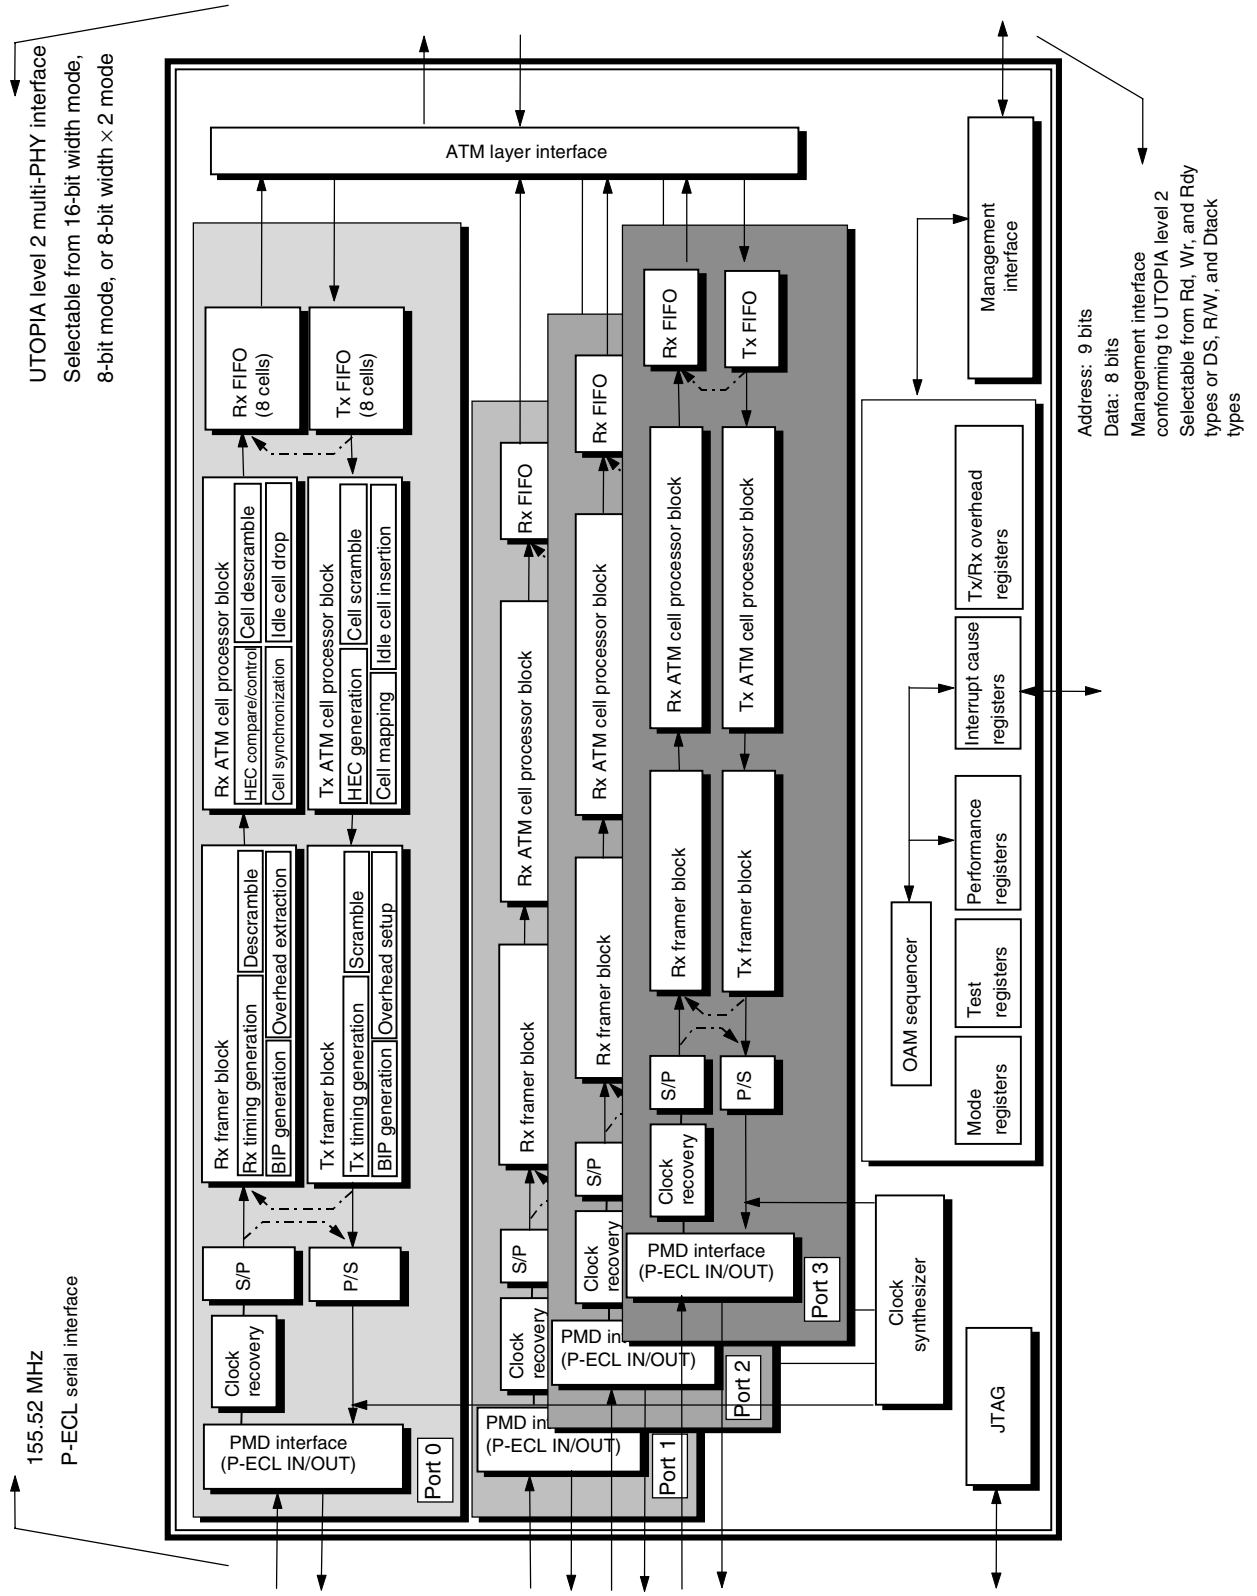 UTOPIA level 2 multi-PHY interface
Selectable from 16-bit width mode,
8-bit mode, or 8-bit width × 2 mode
155.52 MHz
P-ECL serial interface
ATM layer interface
Rx FIFO
(8 cells)
Tx FIFO
(8 cells)
Rx ATM cell processor block
HEC compare/control
Cell descramble
Cell synchronization
Idle cell drop
Tx ATM cell processor block
HEC generation
Cell scramble
Cell mapping
Idle cell insertion
Rx framer block
Rx timing generation
Descramble
BIP generation
Overhead extraction
Tx framer block
Tx timing generation
Scramble
BIP generation
Overhead setup
S/P
P/S
Clock
recovery
PMD interface
(P-ECL IN/OUT)
Port 0
Rx FIFO
Rx ATM cell processor block
Rx framer block
S/P
Clock
recovery
PMD in
(P-ECL IN/OUT)
Port 1
Rx FIFO
Rx ATM cell processor block
Rx framer block
S/P
Clock
recovery
PMD in
(P-ECL IN/OUT)
Port 2
Rx FIFO
Tx FIFO
Rx ATM cell processor block
Tx ATM cell processor block
Rx framer block
Tx framer block
S/P
P/S
Clock
recovery
PMD interface
(P-ECL IN/OUT)
Port 3
Management
interface
OAM sequencer
Mode
registers
Test
registers
Performance
registers
Interrupt cause
registers
Tx/Rx overhead
registers
Clock
synthesizer
JTAG
Address: 9 bits
Data: 8 bits
Management interface
conforming to UTOPIA level 2
Selectable from Rd, Wr, and Rdy
types or DS, R/W, and Dtack
types